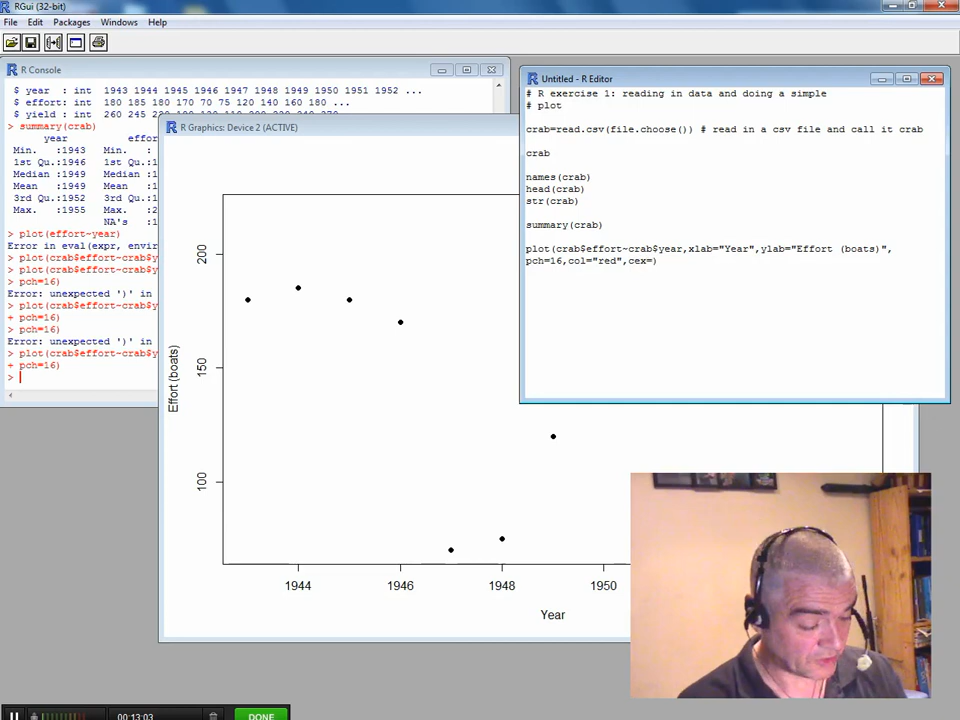 RGui (32-bit)
File Edit Packages Windows Help
R Console
$ year : int 1943 1944 1945 1946 1947 1948 1949 1950 1951 1952 ...
$ effort: int 180 185 180 170 70 75 120 140 160 180 ...
$ yield : int 260 245
> summary(crab)
year effor
Min. :1943 Min. :
1st Qu.:1946 1st Qu.:1
Median :1949 Median :1
Mean :1949 Mean :1
3rd Qu.:1952 3rd Qu.:1
Max. :1955 Max. :2
NA's :1
> plot(effort~year)
Error in eval(expr, envir
> plot(crab$effort~crab$y
> plot(crab$effort~crab$y
pch=16)
Error: unexpected ')' in
> plot(crab$effort~crab$y
+ pch=16)
> pch=16)
Error: unexpected ')' in
> plot(crab$effort~crab$y
+ pch=16)
>
R Graphics: Device 2 (ACTIVE)
200
150
100
Effort (boats)
1944 1946 1948 1950
Year
Untitled - R Editor
# R exercise 1: reading in data and doing a simple
# plot
crab=read.csv(file.choose()) # read in a csv file and call it crab
crab
names(crab)
head(crab)
str(crab)
summary(crab)
plot(crab$effort~crab$year,xlab="Year",ylab="Effort (boats)",
pch=16,col="red",cex=)
00:13:03
DONE